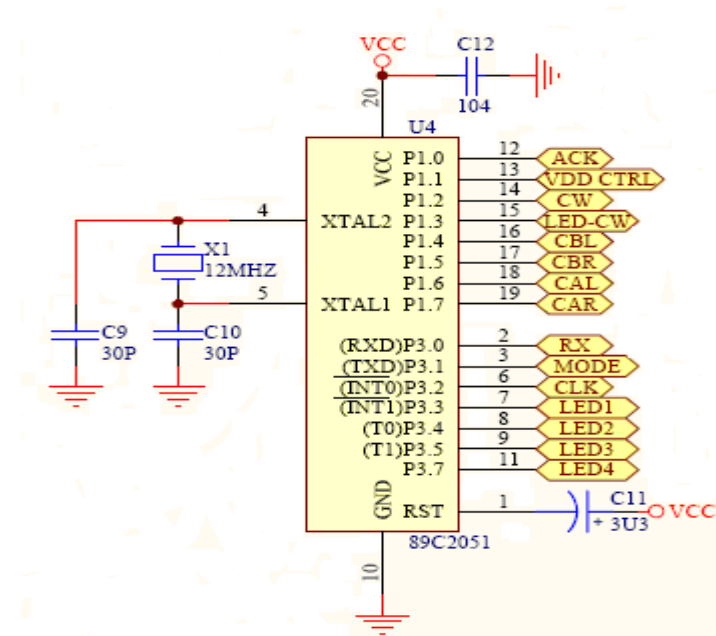 VCC C12
20 104
U4
VCC P1.0 12 ACK
P1.1 13 VDD CTRL
P1.2 14 CW
4 XTAL2 P1.3 15 LED-CW
P1.4 16 CBL
X1
12MHZ P1.5 17 CBR
P1.6 18 CAL
5 XTAL1 P1.7 19 CAR
C9 C10
30P 30P
(RXD)P3.0 2 RX
(TXD)P3.1 3 MODE
(INT0)P3.2 6 CLK
(INT1)P3.3 7 LED1
(T0)P3.4 8 LED2
(T1)P3.5 9 LED3
P3.7 11 LED4
GND RST 1 C11 VCC
+ 3U3
89C2051
10